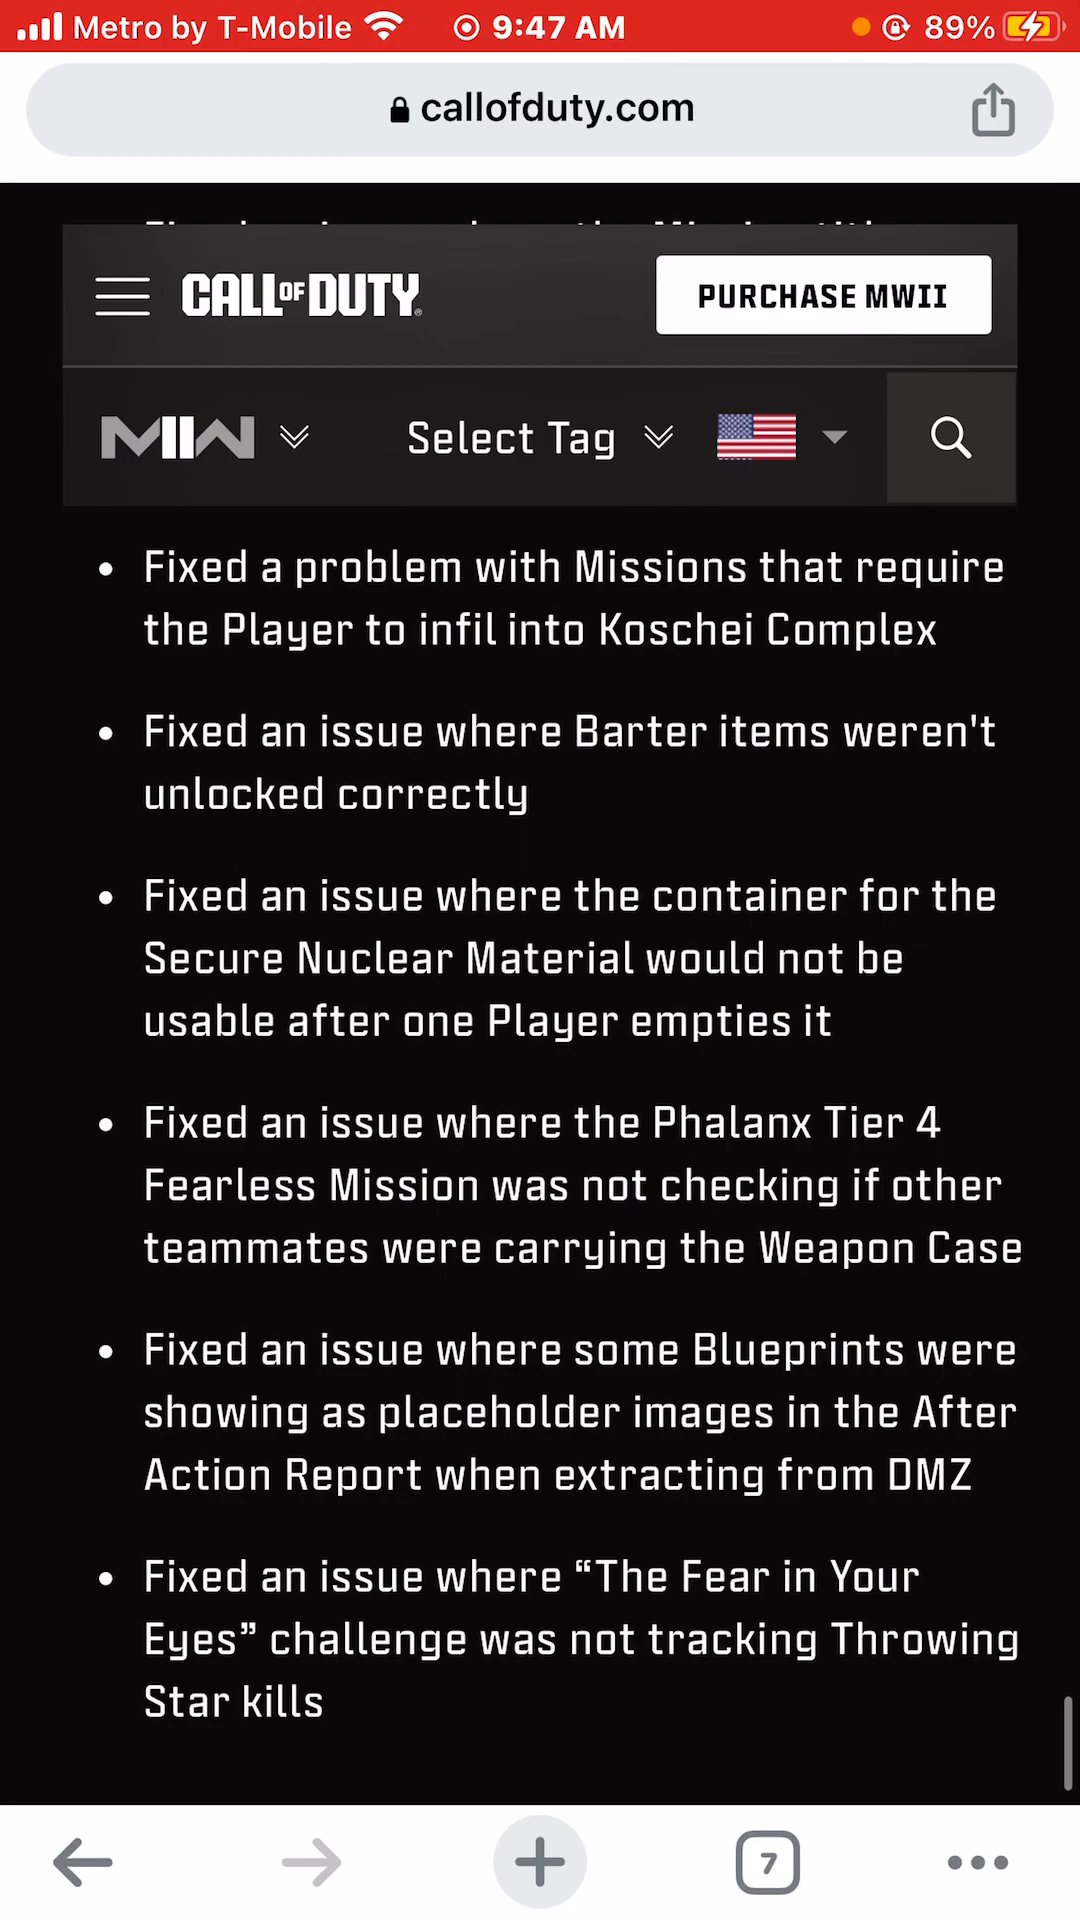 Metro by T-Mobile 9:47 AM 89%
callofduty.com
CALL OF DUTY
PURCHASE MWII
MIIW Select Tag
Fixed a problem with Missions that require
the Player to infil into Koschei Complex
Fixed an issue where Barter items weren't
unlocked correctly
Fixed an issue where the container for the
Secure Nuclear Material would not be
usable after one Player empties it
Fixed an issue where the Phalanx Tier 4
Fearless Mission was not checking if other
teammates were carrying the Weapon Case
Fixed an issue where some Blueprints were
showing as placeholder images in the After
Action Report when extracting from DMZ
Fixed an issue where “The Fear in Your
Eyes” challenge was not tracking Throwing
Star kills
7